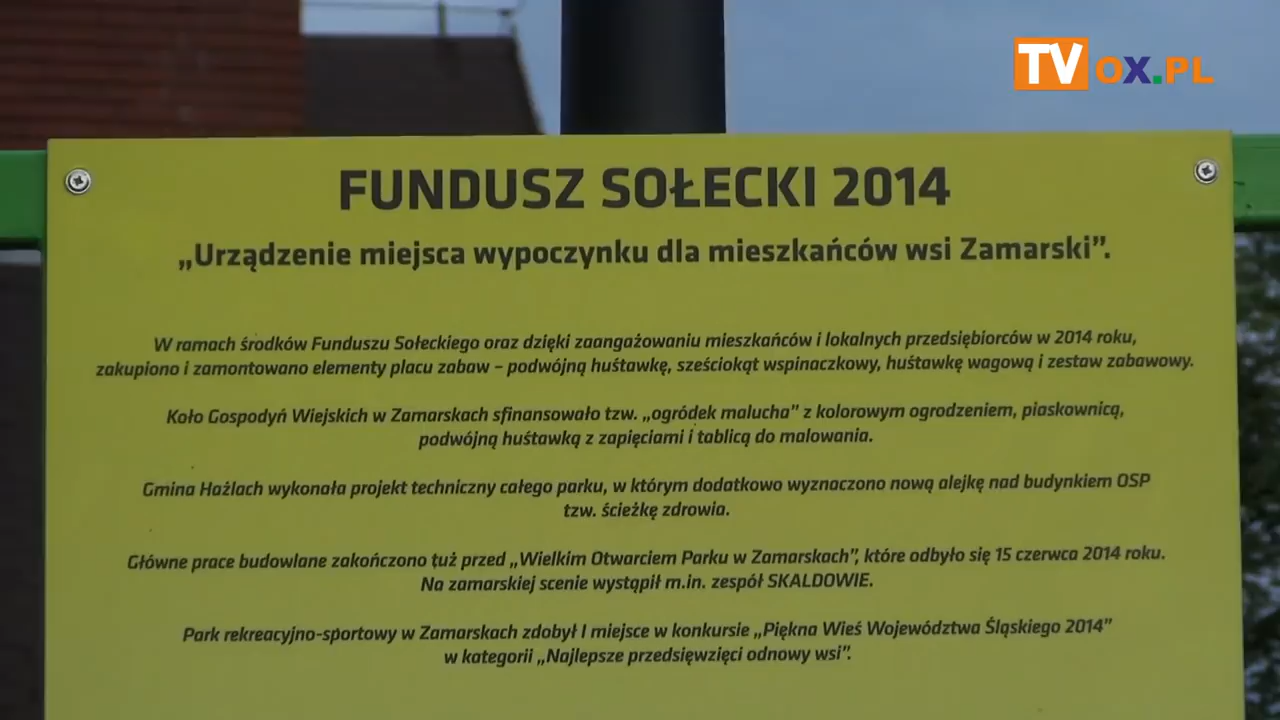 TVOX.PL
FUNDUSZ SOŁECKI 2014
„Urządzenie miejsca wypoczynku dla mieszkańców wsi Zamarski”.
W ramach środków Funduszu Sołeckiego oraz dzięki zaangażowaniu mieszkańców i lokalnych przedsiębiorców w 2014 roku,
zakupiono i zamontowano elementy placu zabaw – podwójną huśtawkę, sześciokąt wspinaczkowy, huśtawkę wagową i zestaw zabawowy.
Koło Gospodyń Wiejskich w Zamarskach sfinansowało tzw. „ogródek malucha” z kolorowym ogrodzeniem, piaskownicą,
podwójną huśtawką z zapięciami i tablicą do malowania.
Gmina Hażlach wykonała projekt techniczny całego parku, w którym dodatkowo wyznaczono nową alejkę nad budynkiem OSP
tzw. ścieżkę zdrowia.
Główne prace budowlane zakończono tuż przed „Wielkim Otwarciem Parku w Zamarskach”, które odbyło się 15 czerwca 2014 roku.
Na zamarskiej scenie wystąpił m.in. zespół SKALDOWIE.
Park rekreacyjno-sportowy w Zamarskach zdobył I miejsce w konkursie „Piękna Wieś Województwa Śląskiego 2014”
w kategorii „Najlepsze przedsięwzięci odnowy wsi”.